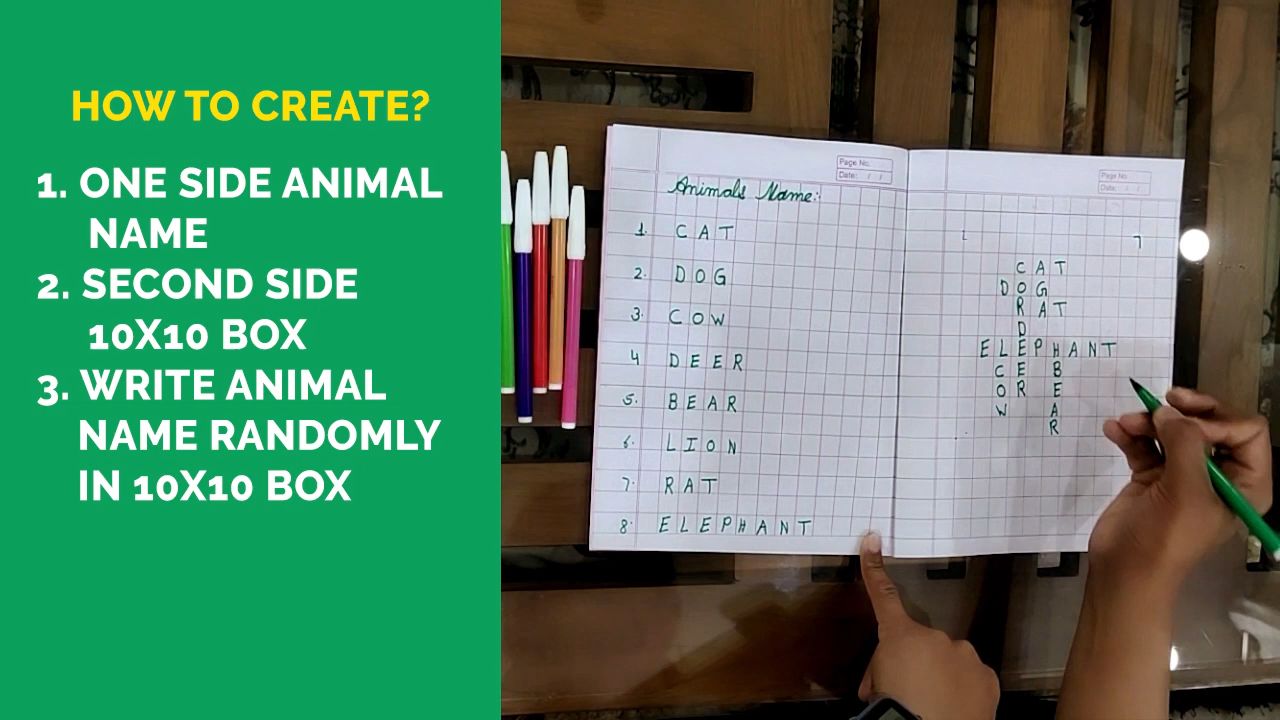 HOW TO CREATE?
1. ONE SIDE ANIMAL
NAME
2. SECOND SIDE
10X10 BOX
3. WRITE ANIMAL
NAME RANDOMLY
IN 10X10 BOX
Page No.
Date: / /
Animals Name:
1. CAT
2. DOG
3. COW
4 DEER
5. BEAR
6. LION
7. RAT
8. ELEPHANT
Page No
Date: / /
CAT
DOG
RAT
D
ELEPHANT
C E B
O R E
W A
R